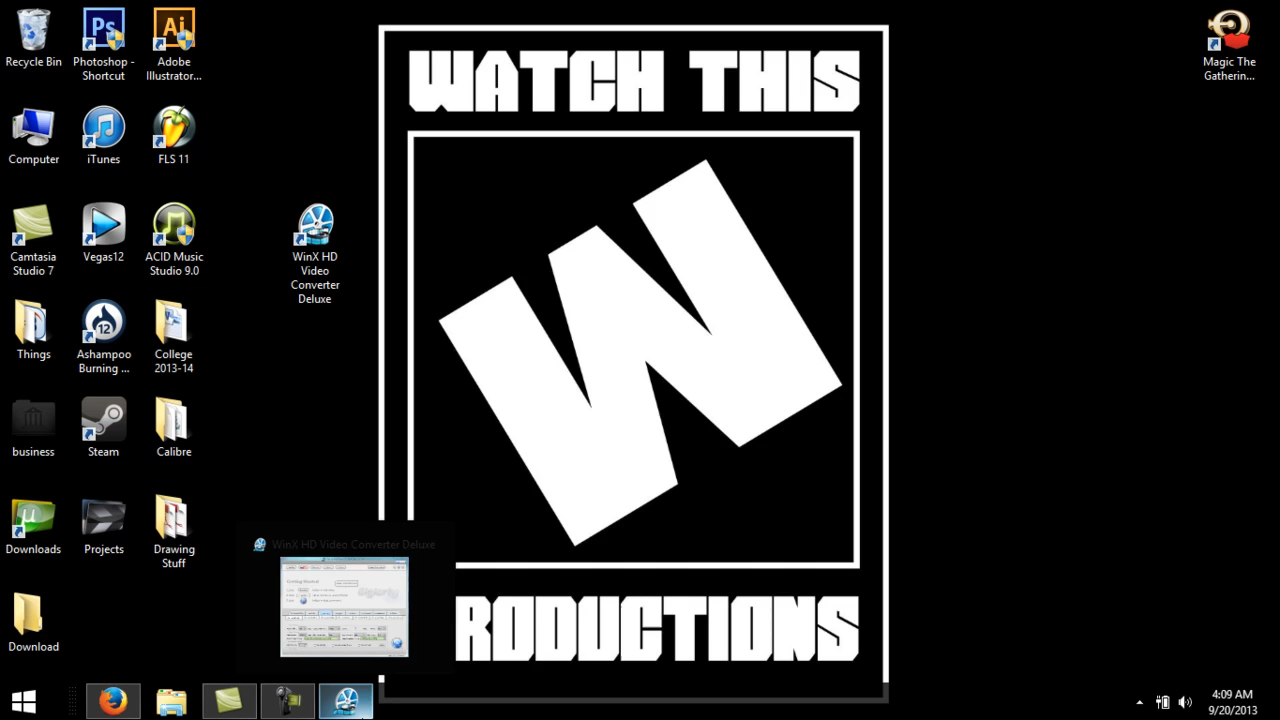 Recycle Bin
Photoshop -
Shortcut
Adobe
Illustrator...
Magic The
Gatherin...
WATCH THIS
Computer
iTunes
FLS 11
Camtasia
Studio 7
Vegas12
ACID Music
Studio 9.0
WinX HD
Video
Converter
Deluxe
Things
Ashampoo
Burning ...
College
2013-14
business
Steam
Calibre
Downloads
Projects
Drawing
Stuff
WinX HD Video Converter Deluxe
RODUCTIONS
Download
4:09 AM
9/20/2013